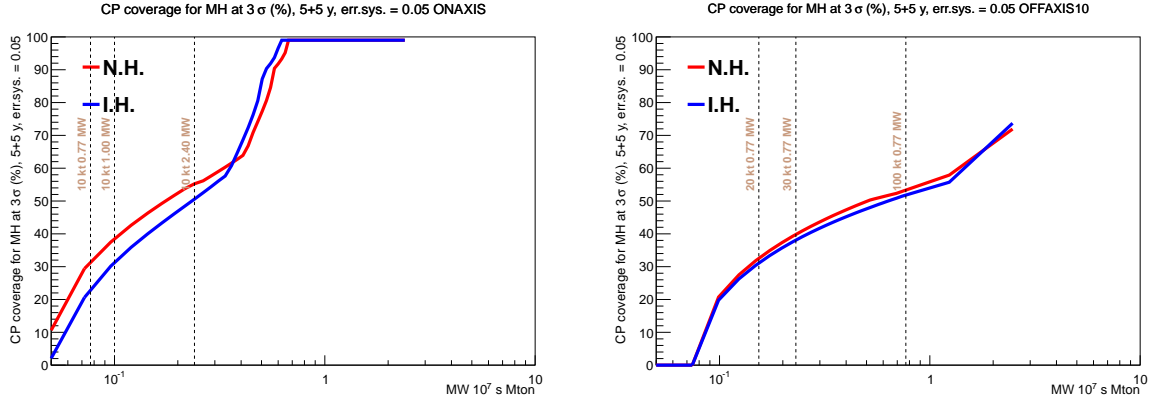 CP coverage for MH at 3 σ (%), 5+5 y, err.sys. = 0.05 ONAXIS
CP coverage for MH at 3 σ (%), 5+5 y, err.sys. = 0.05
100
90
80
70
60
50
40
30
20
10
0
N.H.
I.H.
10 kt 0.77 MW
10 kt 1.00 MW
10 kt 2.40 MW
10⁻¹
1
10
MW 10⁷ s Mton
CP coverage for MH at 3 σ (%), 5+5 y, err.sys. = 0.05 OFFAXIS10
CP coverage for MH at 3 σ (%), 5+5 y, err.sys. = 0.05
100
90
80
70
60
50
40
30
20
10
0
N.H.
I.H.
20 kt 0.77 MW
30 kt 0.77 MW
100 kt 0.77 MW
10⁻¹
1
10
MW 10⁷ s Mton